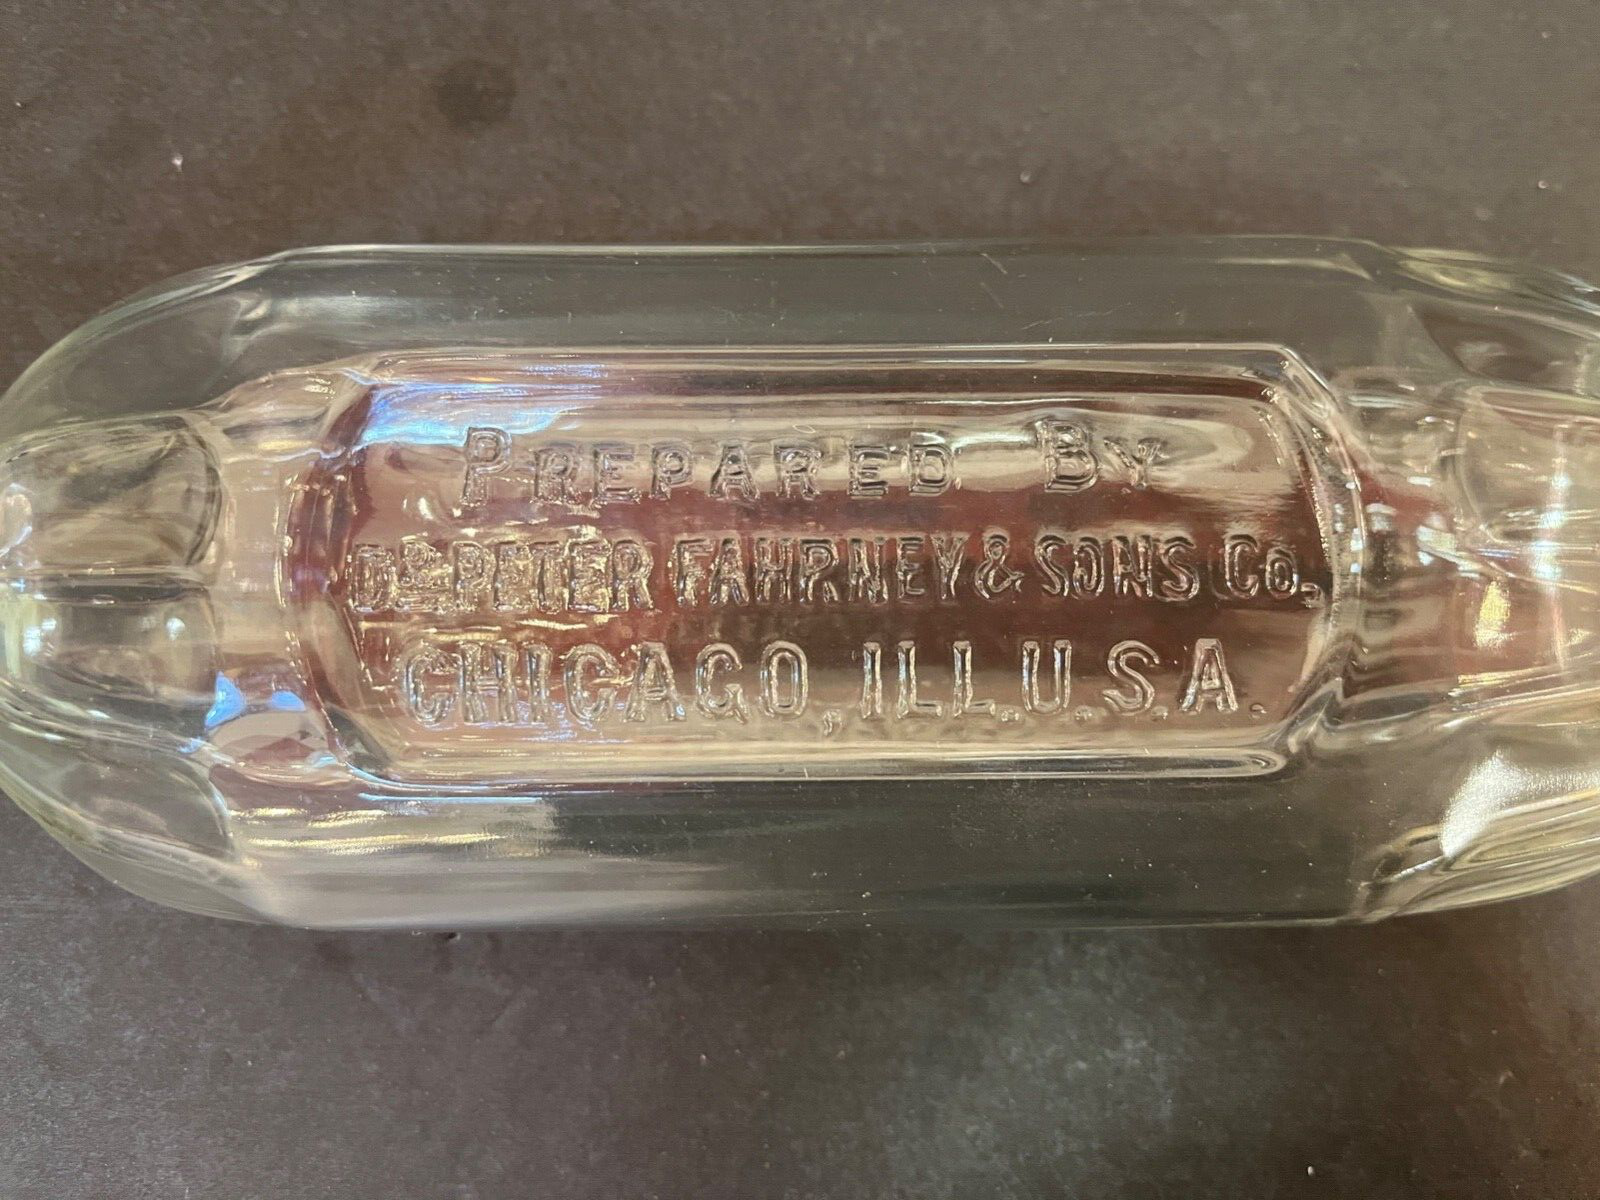 PREPARED BY
DR. PETER FAHRNEY & SONS CO.
CHICAGO, ILL. U.S.A.